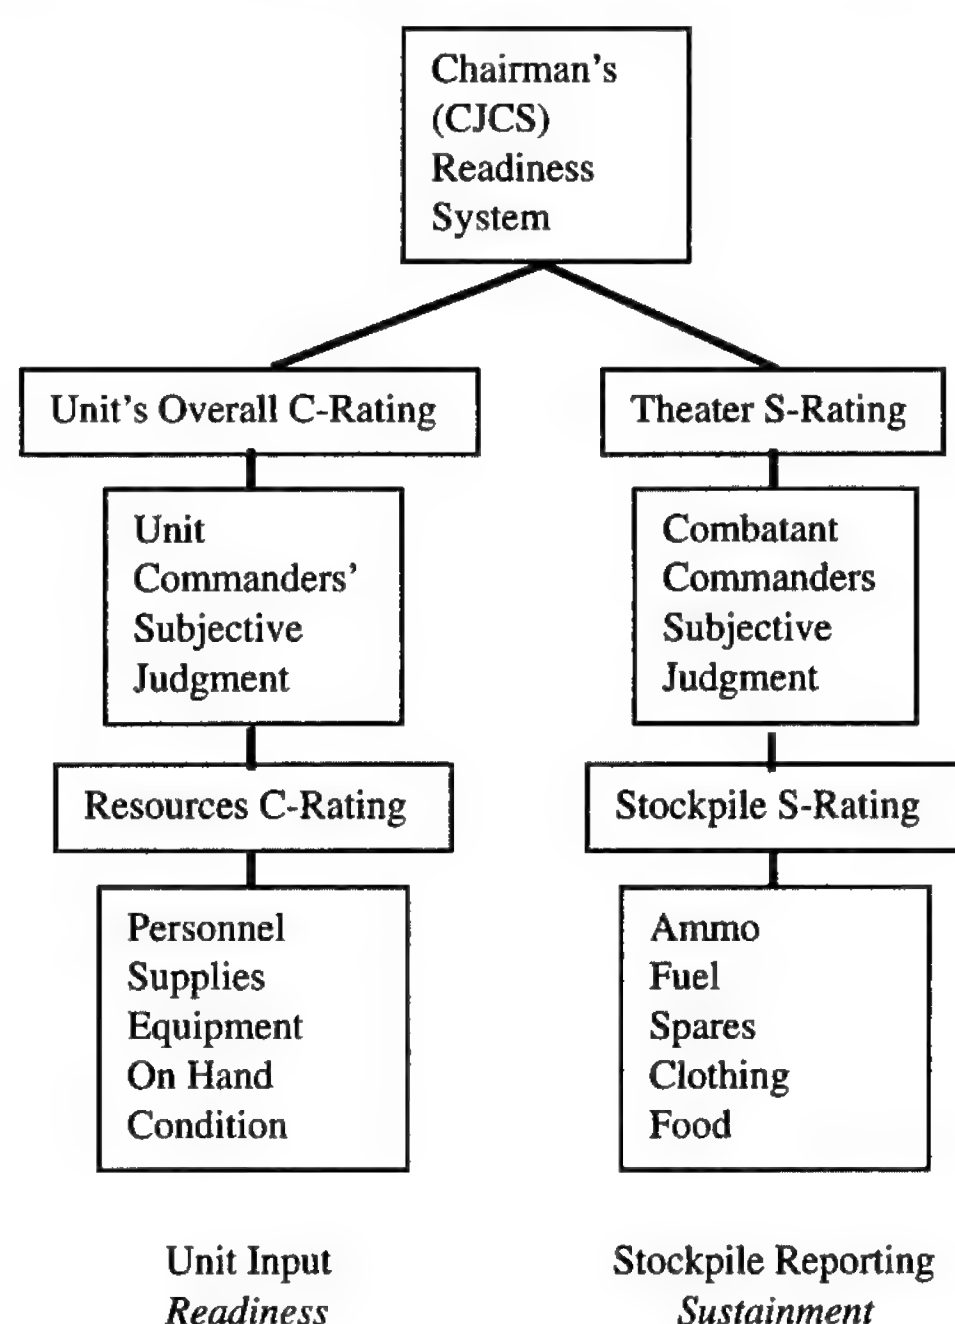 Chairman's
(CJCS)
Readiness
System
Unit's Overall C-Rating
Theater S-Rating
Unit
Commanders'
Subjective
Judgment
Combatant
Commanders
Subjective
Judgment
Resources C-Rating
Stockpile S-Rating
Personnel
Supplies
Equipment
On Hand
Condition
Ammo
Fuel
Spares
Clothing
Food
Unit Input
Readiness
Stockpile Reporting
Sustainment